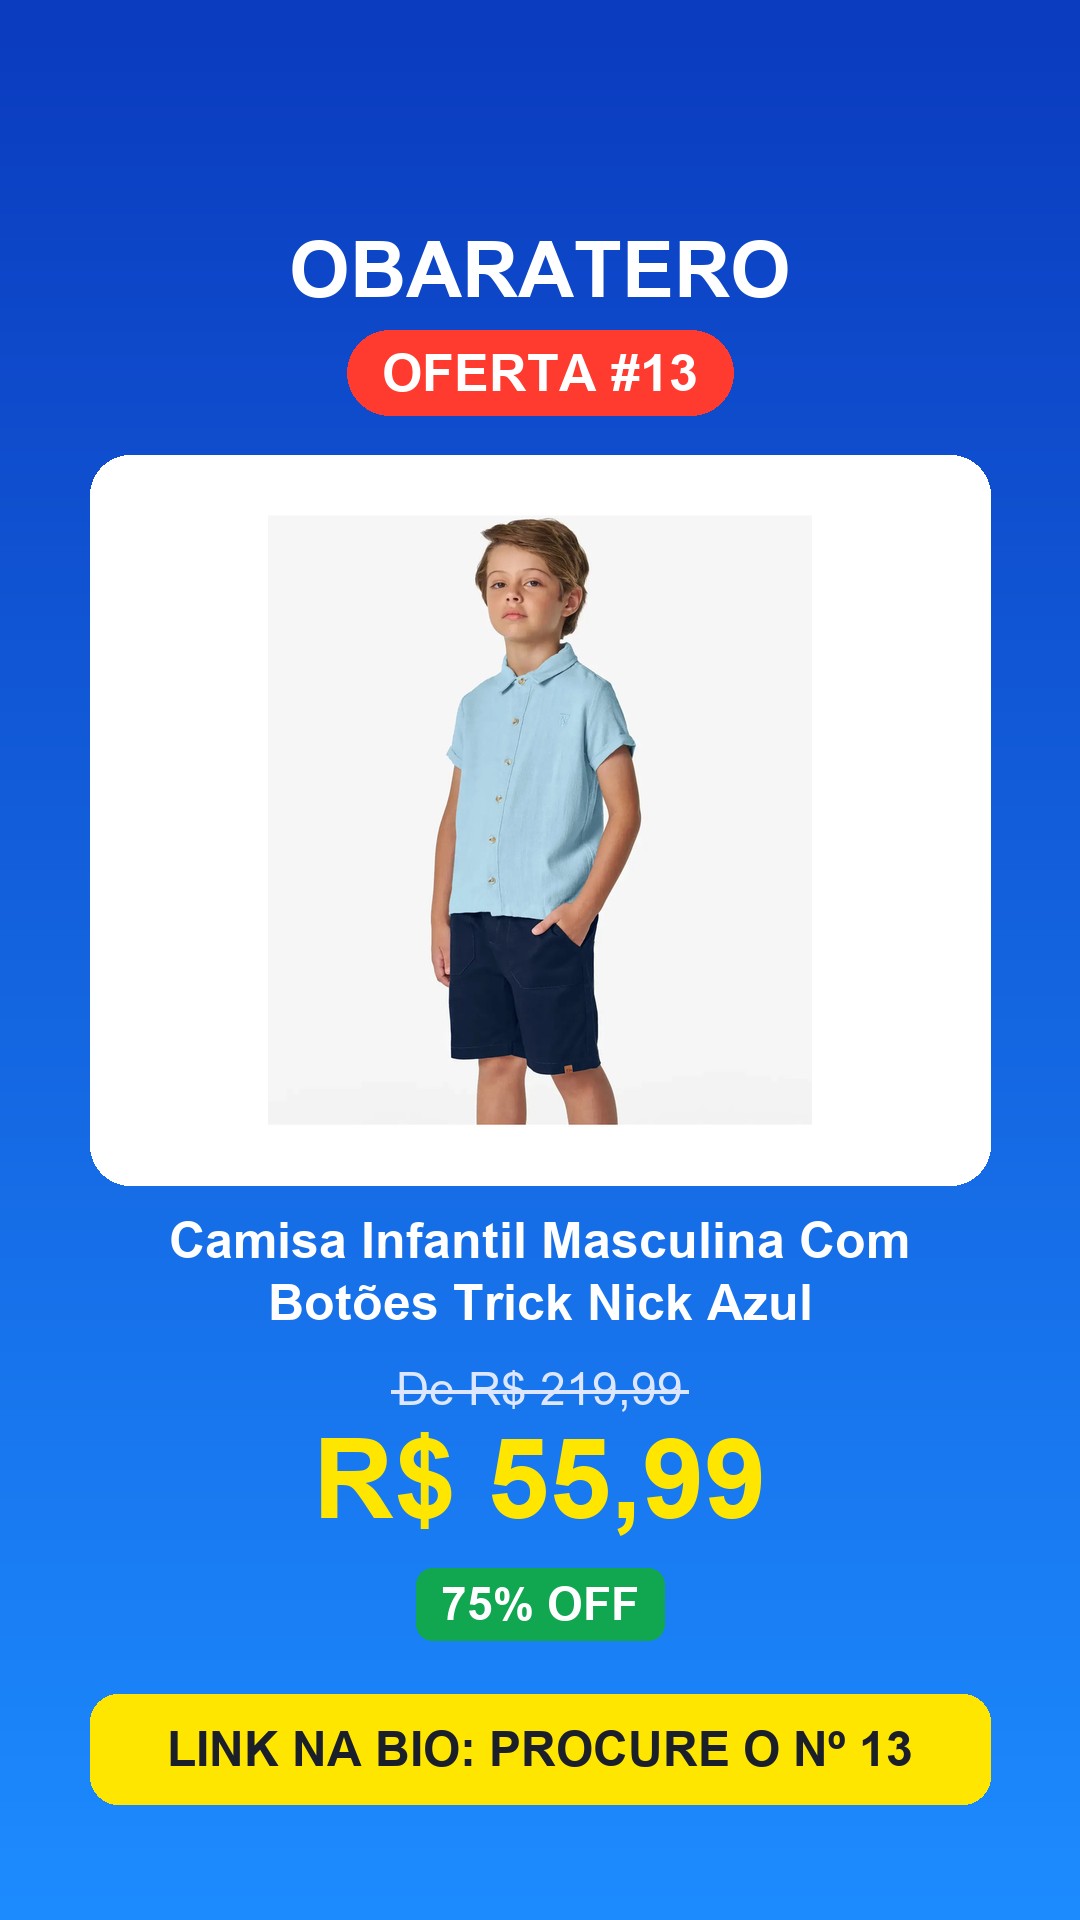 OBARATERO
OFERTA #13
Camisa Infantil Masculina Com
Botões Trick Nick Azul
De R$ 219,99
R$ 55,99
75% OFF
LINK NA BIO: PROCURE O Nº 13